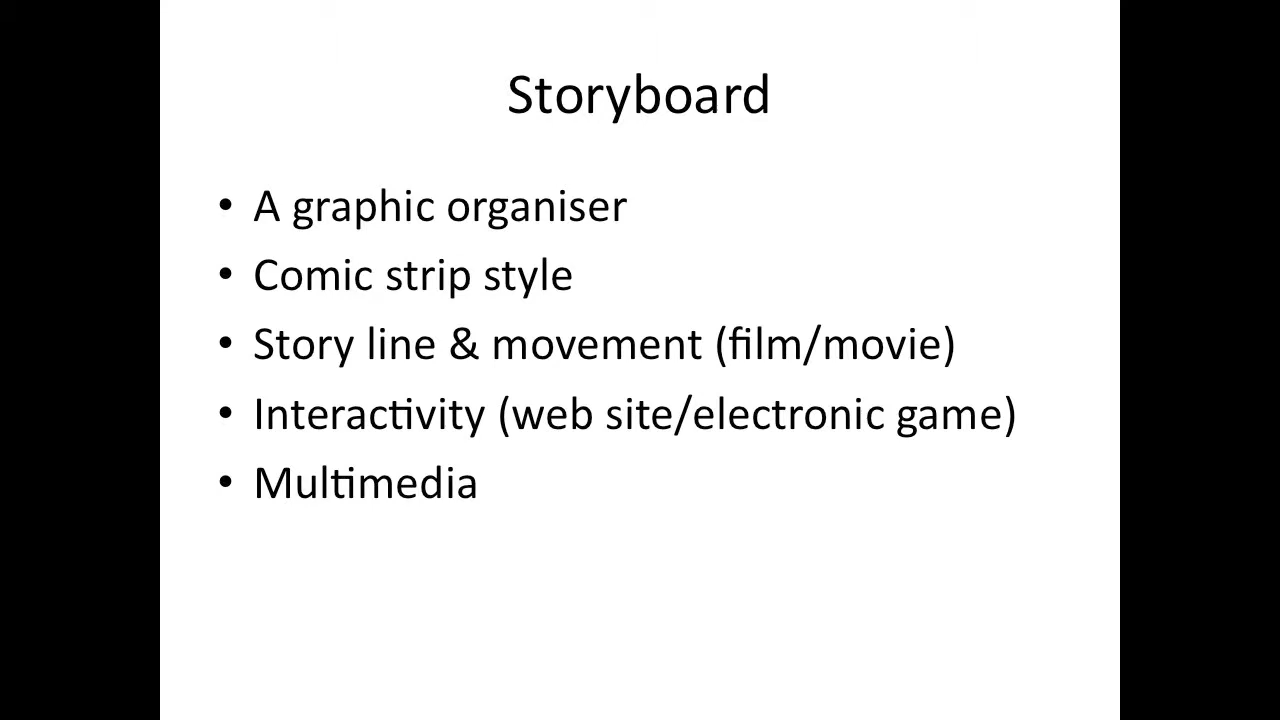 Storyboard
• A graphic organiser
• Comic strip style
• Story line & movement (film/movie)
• Interactivity (web site/electronic game)
• Multimedia